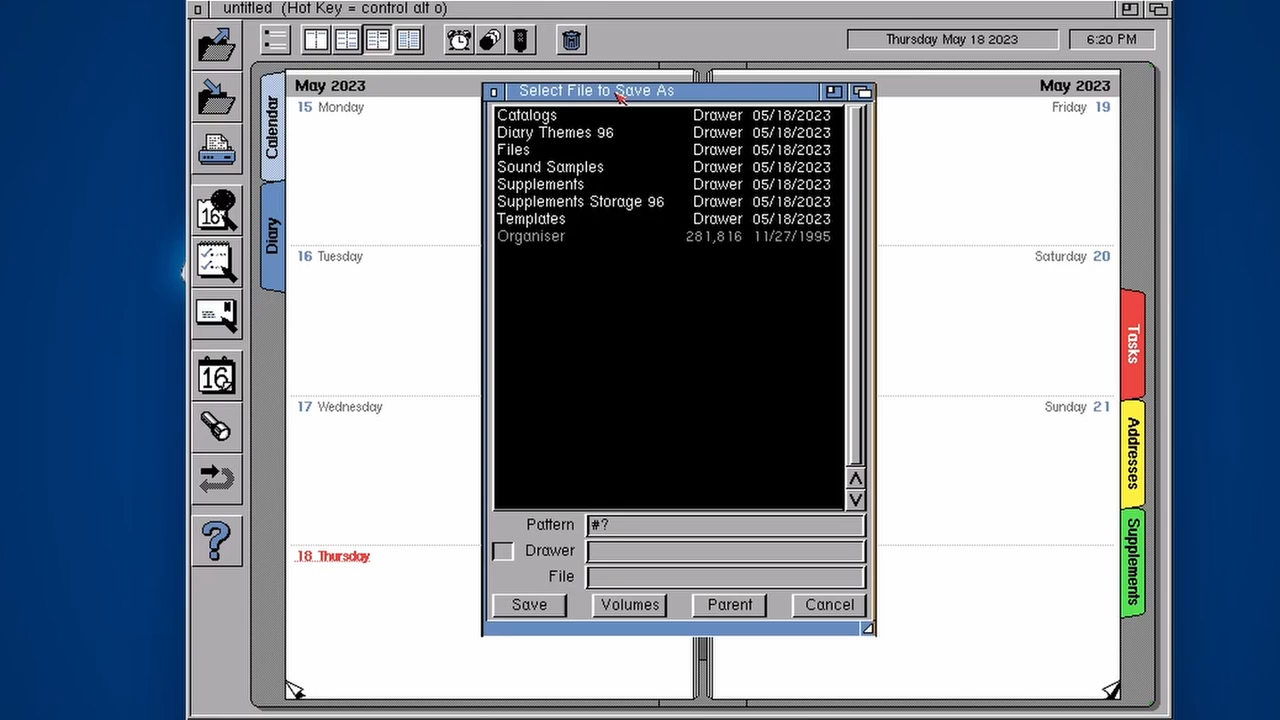 untitled (Hot Key = control alt o)
Thursday May 18 2023
6:20 PM
May 2023
May 2023
Calendar
Diary
15 Monday
16 Tuesday
17 Wednesday
18 Thursday
Select File to Save As
Catalogs Drawer 05/18/2023
Diary Themes 96 Drawer 05/18/2023
Files Drawer 05/18/2023
Sound Samples Drawer 05/18/2023
Supplements Drawer 05/18/2023
Supplements Storage 96 Drawer 05/18/2023
Templates Drawer 05/18/2023
Organiser 281,816 11/27/1995
Pattern #?
Drawer
File
Save Volumes Parent Cancel
Friday 19
Saturday 20
Sunday 21
Tasks
Addresses
Supplements
16
16
?